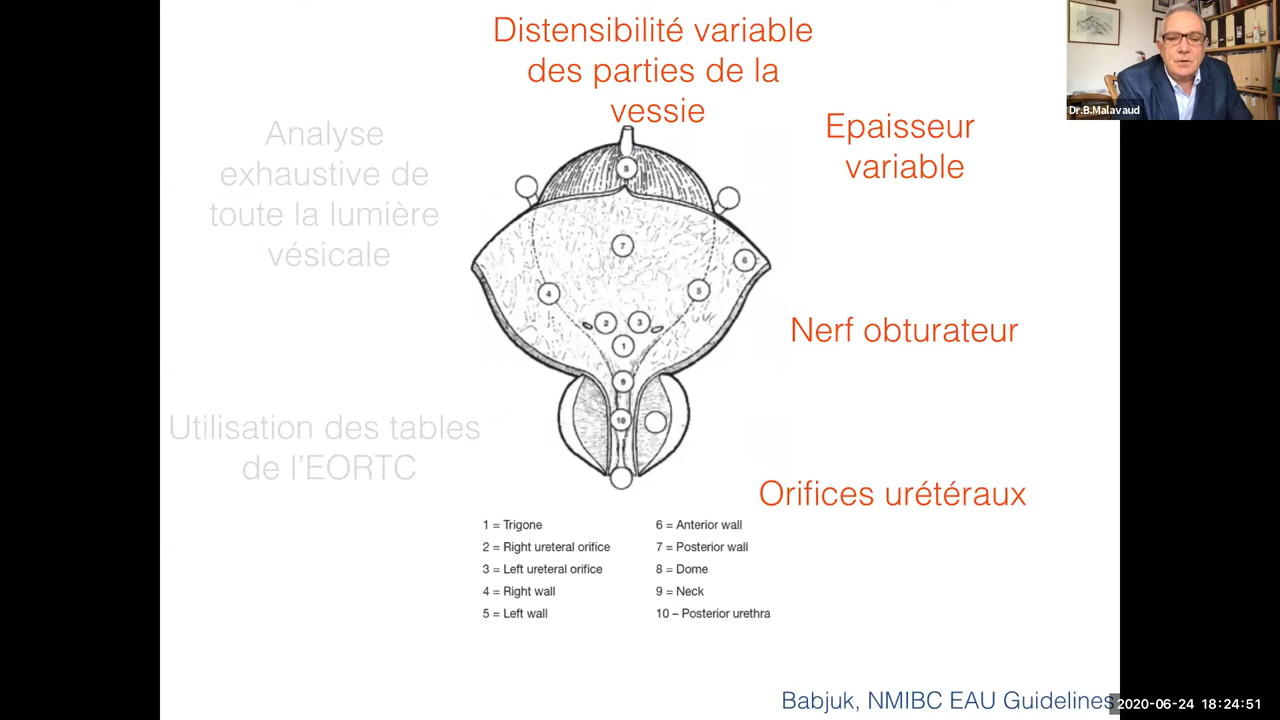 Distensibilité variable
des parties de la
vessie
Dr.B.Malavaud
Analyse
exhaustive de
toute la lumière
vésicale
Epaisseur
variable
8
7
6
4
5
2
3
1
Nerf obturateur
9
10
Utilisation des tables
de l'EORTC
Orifices urétéraux
1 = Trigone
2 = Right ureteral orifice
3 = Left ureteral orifice
4 = Right wall
5 = Left wall
6 = Anterior wall
7 = Posterior wall
8 = Dome
9 = Neck
10 – Posterior urethra
Babjuk, NMIBC EAU Guidelines
2020-06-24 18:24:51